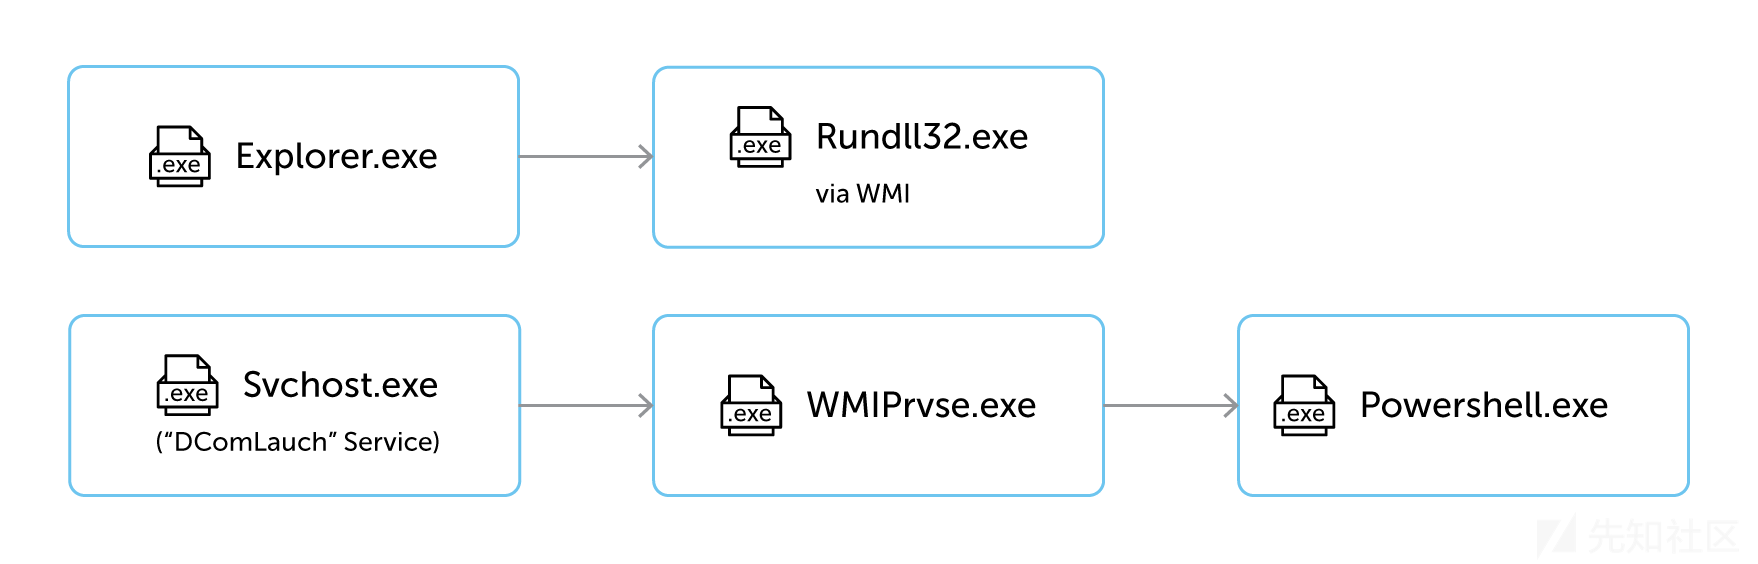 .exe
Explorer.exe
.exe
Rundll32.exe
via WMI
.exe
Svchost.exe
("DComLauch" Service)
.exe
WMIPrvse.exe
.exe
Powershell.exe
先知社区